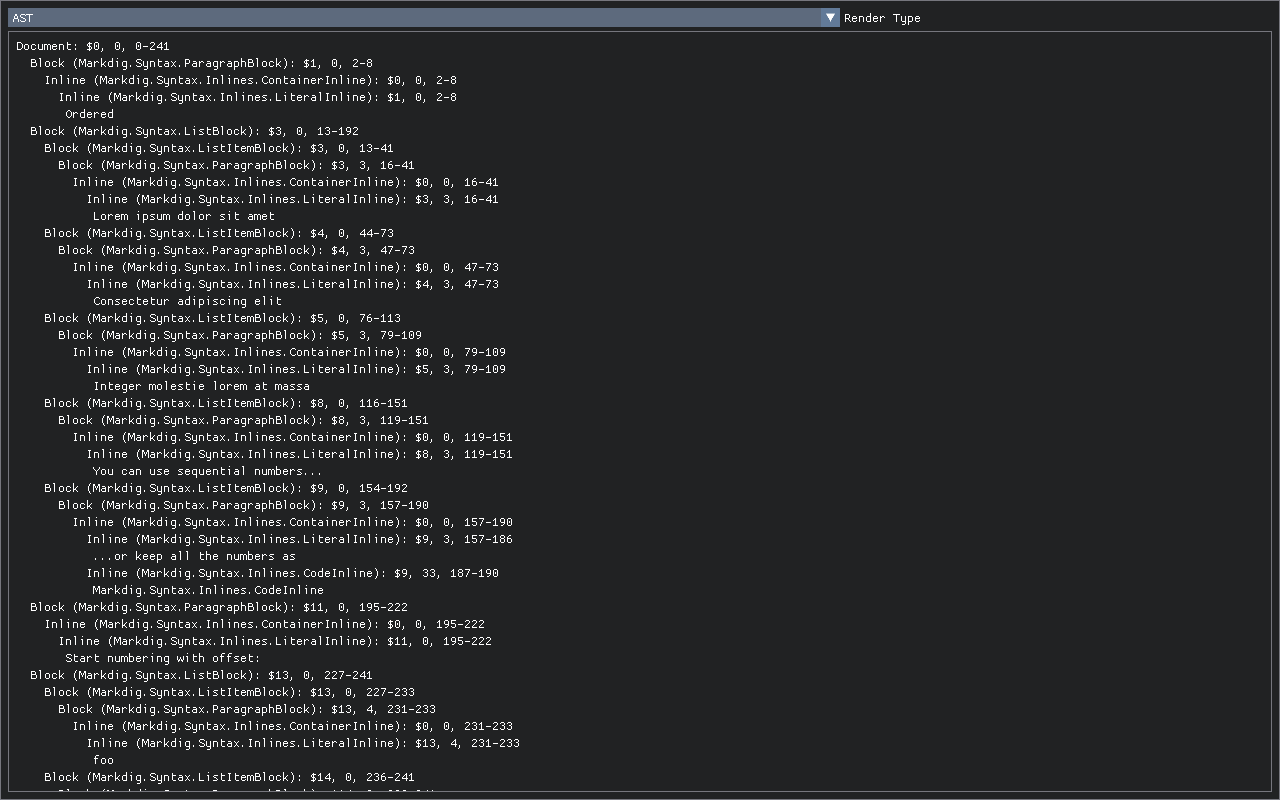 AST
Render Type
Document: $0, 0, 0-241
Block (Markdig.Syntax.ParagraphBlock): $1, 0, 2-8
Inline (Markdig.Syntax.Inlines.ContainerInline): $0, 0, 2-8
Inline (Markdig.Syntax.Inlines.LiteralInline): $1, 0, 2-8
Ordered
Block (Markdig.Syntax.ListBlock): $3, 0, 13-192
Block (Markdig.Syntax.ListItemBlock): $3, 0, 13-41
Block (Markdig.Syntax.ParagraphBlock): $3, 3, 16-41
Inline (Markdig.Syntax.Inlines.ContainerInline): $0, 0, 16-41
Inline (Markdig.Syntax.Inlines.LiteralInline): $3, 3, 16-41
Lorem ipsum dolor sit amet
Block (Markdig.Syntax.ListItemBlock): $4, 0, 44-73
Block (Markdig.Syntax.ParagraphBlock): $4, 3, 47-73
Inline (Markdig.Syntax.Inlines.ContainerInline): $0, 0, 47-73
Inline (Markdig.Syntax.Inlines.LiteralInline): $4, 3, 47-73
Consectetur adipiscing elit
Block (Markdig.Syntax.ListItemBlock): $5, 0, 76-113
Block (Markdig.Syntax.ParagraphBlock): $5, 3, 79-109
Inline (Markdig.Syntax.Inlines.ContainerInline): $0, 0, 79-109
Inline (Markdig.Syntax.Inlines.LiteralInline): $5, 3, 79-109
Integer molestie lorem at massa
Block (Markdig.Syntax.ListItemBlock): $8, 0, 116-151
Block (Markdig.Syntax.ParagraphBlock): $8, 3, 119-151
Inline (Markdig.Syntax.Inlines.ContainerInline): $0, 0, 119-151
Inline (Markdig.Syntax.Inlines.LiteralInline): $8, 3, 119-151
You can use sequential numbers...
Block (Markdig.Syntax.ListItemBlock): $9, 0, 154-192
Block (Markdig.Syntax.ParagraphBlock): $9, 3, 157-190
Inline (Markdig.Syntax.Inlines.ContainerInline): $0, 0, 157-190
Inline (Markdig.Syntax.Inlines.LiteralInline): $9, 3, 157-186
...or keep all the numbers as
Inline (Markdig.Syntax.Inlines.CodeInline): $9, 33, 187-190
Markdig.Syntax.Inlines.CodeInline
Block (Markdig.Syntax.ParagraphBlock): $11, 0, 195-222
Inline (Markdig.Syntax.Inlines.ContainerInline): $0, 0, 195-222
Inline (Markdig.Syntax.Inlines.LiteralInline): $11, 0, 195-222
Start numbering with offset:
Block (Markdig.Syntax.ListBlock): $13, 0, 227-241
Block (Markdig.Syntax.ListItemBlock): $13, 0, 227-233
Block (Markdig.Syntax.ParagraphBlock): $13, 4, 231-233
Inline (Markdig.Syntax.Inlines.ContainerInline): $0, 0, 231-233
Inline (Markdig.Syntax.Inlines.LiteralInline): $13, 4, 231-233
foo
Block (Markdig.Syntax.ListItemBlock): $14, 0, 236-241